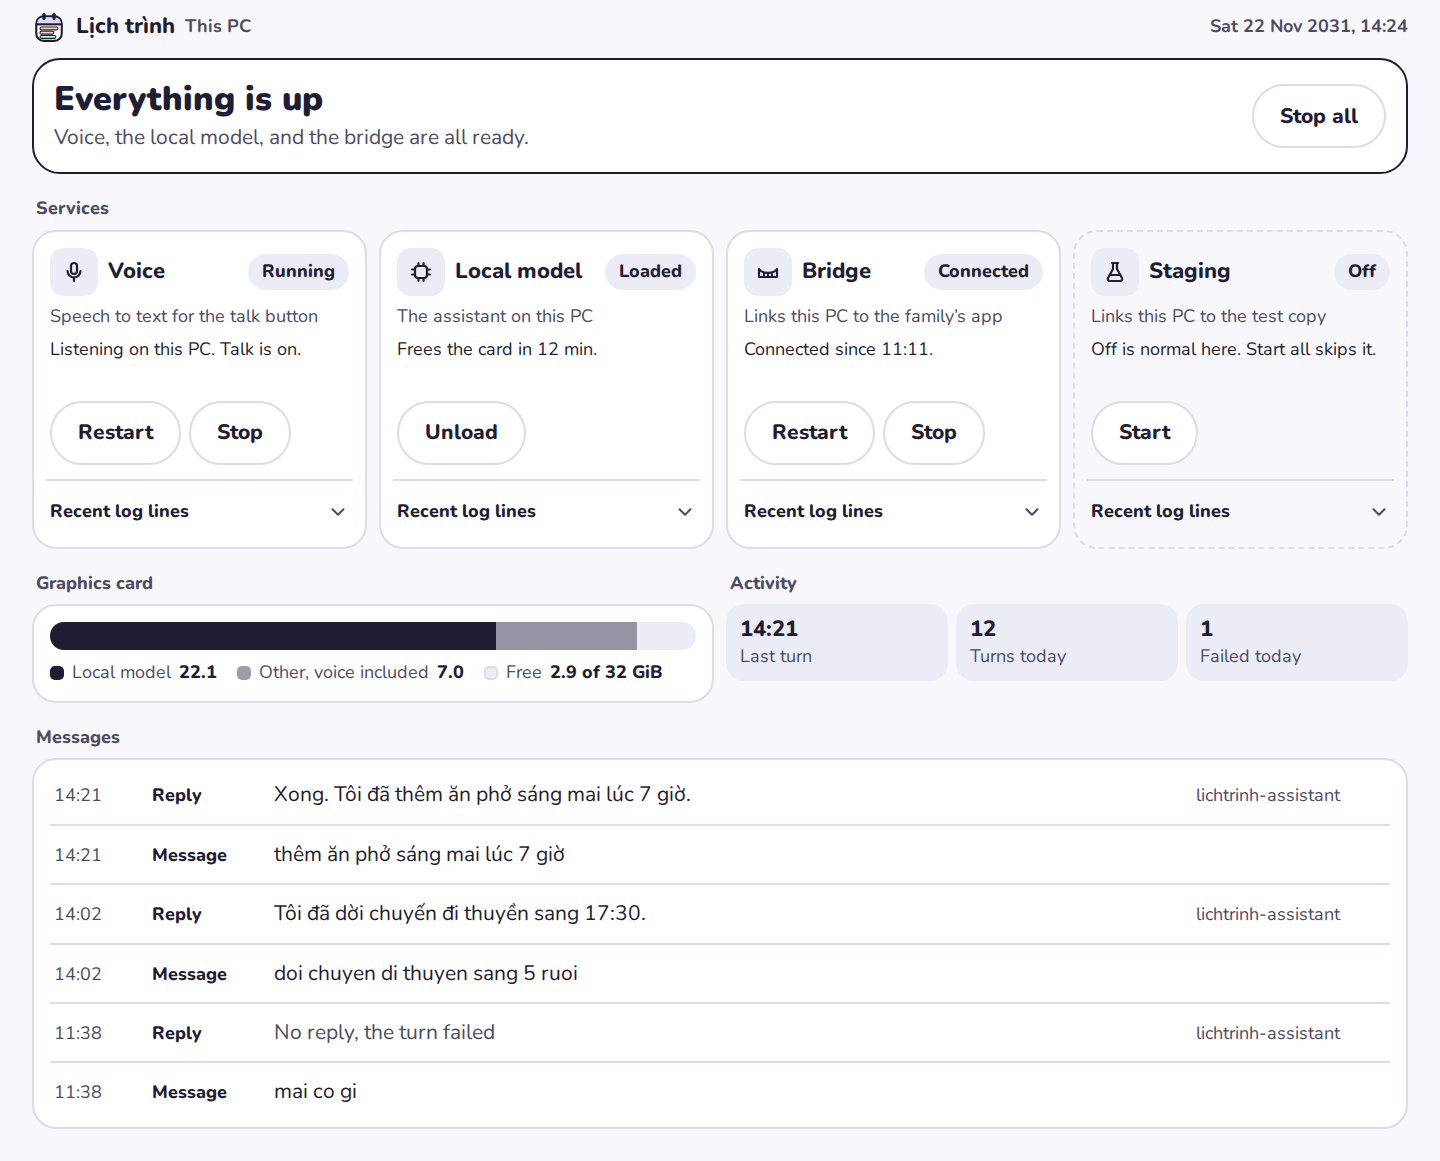 Lịch trình This PC
Sat 22 Nov 2031, 14:24
Everything is up
Voice, the local model, and the bridge are all ready.
Stop all
Services
Voice
Running
Speech to text for the talk button
Listening on this PC. Talk is on.
Restart
Stop
Recent log lines
Local model
Loaded
The assistant on this PC
Frees the card in 12 min.
Unload
Recent log lines
Bridge
Connected
Links this PC to the family’s app
Connected since 11:11.
Restart
Stop
Recent log lines
Staging
Off
Links this PC to the test copy
Off is normal here. Start all skips it.
Start
Recent log lines
Graphics card
Local model 22.1
Other, voice included 7.0
Free 2.9 of 32 GiB
Activity
14:21
Last turn
12
Turns today
1
Failed today
Messages
14:21 Reply Xong. Tôi đã thêm ăn phở sáng mai lúc 7 giờ. lichtrinh-assistant
14:21 Message thêm ăn phở sáng mai lúc 7 giờ
14:02 Reply Tôi đã dời chuyến đi thuyền sang 17:30. lichtrinh-assistant
14:02 Message doi chuyen di thuyen sang 5 ruoi
11:38 Reply No reply, the turn failed lichtrinh-assistant
11:38 Message mai co gi